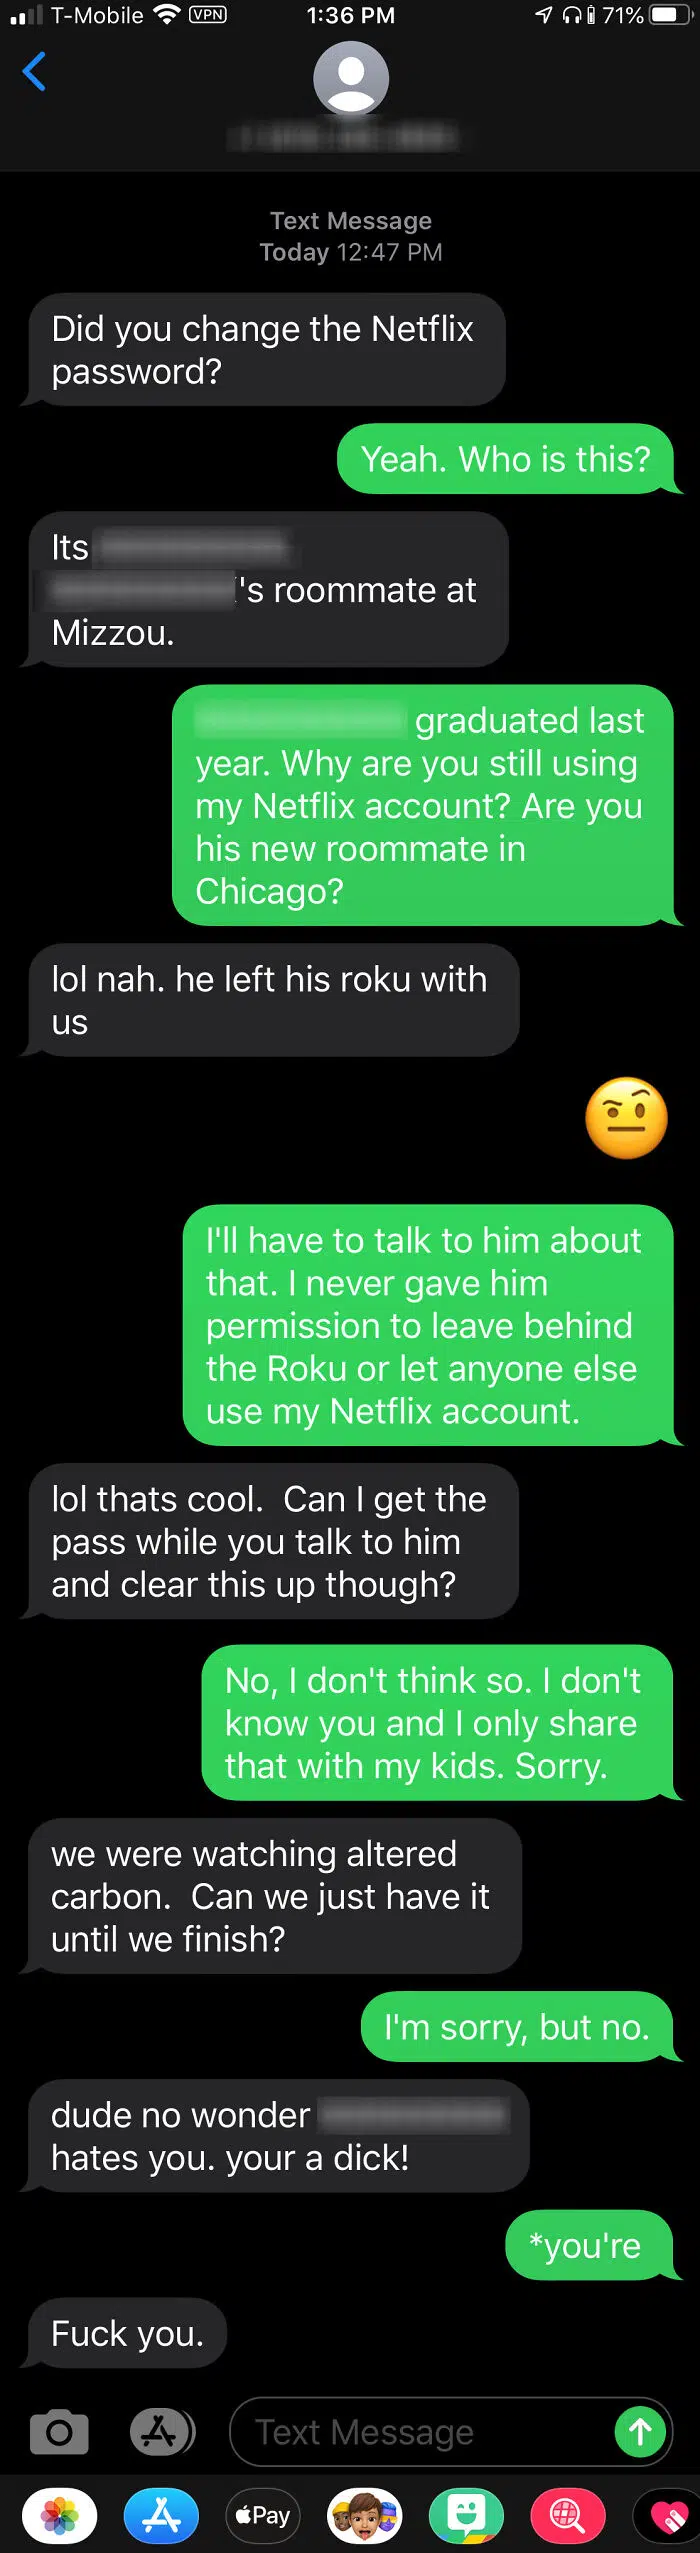 T-Mobile VPN 1:36 PM 71%
Text Message
Today 12:47 PM
Did you change the Netflix
password?
Yeah. Who is this?
Its
's roommate at
Mizzou.
graduated last
year. Why are you still using
my Netflix account? Are you
his new roommate in
Chicago?
lol nah. he left his roku with
us
I'll have to talk to him about
that. I never gave him
permission to leave behind
the Roku or let anyone else
use my Netflix account.
lol thats cool.  Can I get the
pass while you talk to him
and clear this up though?
No, I don't think so. I don't
know you and I only share
that with my kids. Sorry.
we were watching altered
carbon.  Can we just have it
until we finish?
I'm sorry, but no.
dude no wonder
hates you. your a dick!
*you're
Fuck you.
Text Message
Pay